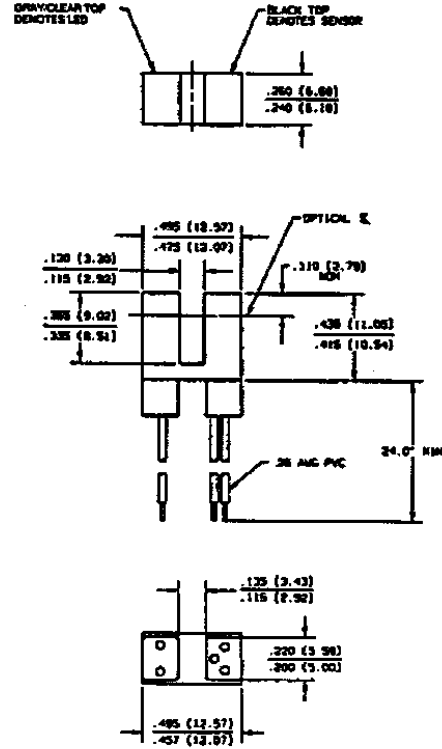 GRAY/CLEAR TOP
DENOTES LED
BLACK TOP
DENOTES SENSOR
.260 (6.60)
.240 (6.10)
.495 (12.57)
.475 (12.07)
OPTICAL ℄
.130 (3.30)
.115 (2.92)
.110 (2.79)
NOM
.355 (9.02)
.335 (8.51)
.435 (11.05)
.415 (10.54)
24.0" MIN
.26 AWG PVC
.135 (3.43)
.115 (2.92)
.220 (5.59)
.200 (5.00)
.495 (12.57)
.457 (12.07)